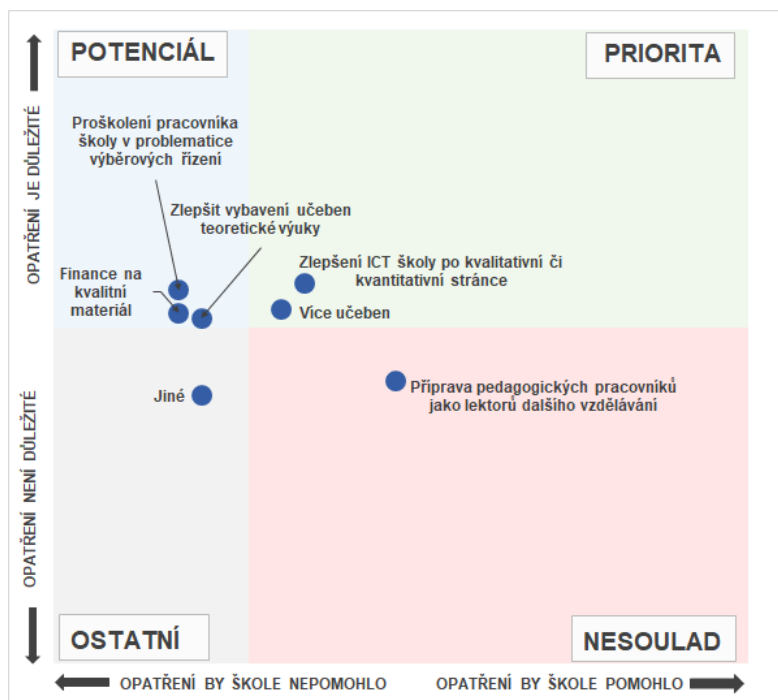 POTENCIÁL
PRIORITA
Proškolení pracovníka
školy v problematice
výběrových řízení
Zlepšit vybavení učeben
teoretické výuky
Finance na
kvalitní
materiál
Zlepšení ICT školy po kvalitativní či
kvantitativní stránce
Více učeben
Jiné
Příprava pedagogických pracovníků
jako lektorů dalšího vzdělávání
OSTATNÍ
NESOULAD
OPATŘENÍ JE DŮLEŽITÉ
OPATŘENÍ NENÍ DŮLEŽITÉ
OPATŘENÍ BY ŠKOLE NEPOMOHLO
OPATŘENÍ BY ŠKOLE POMOHLO